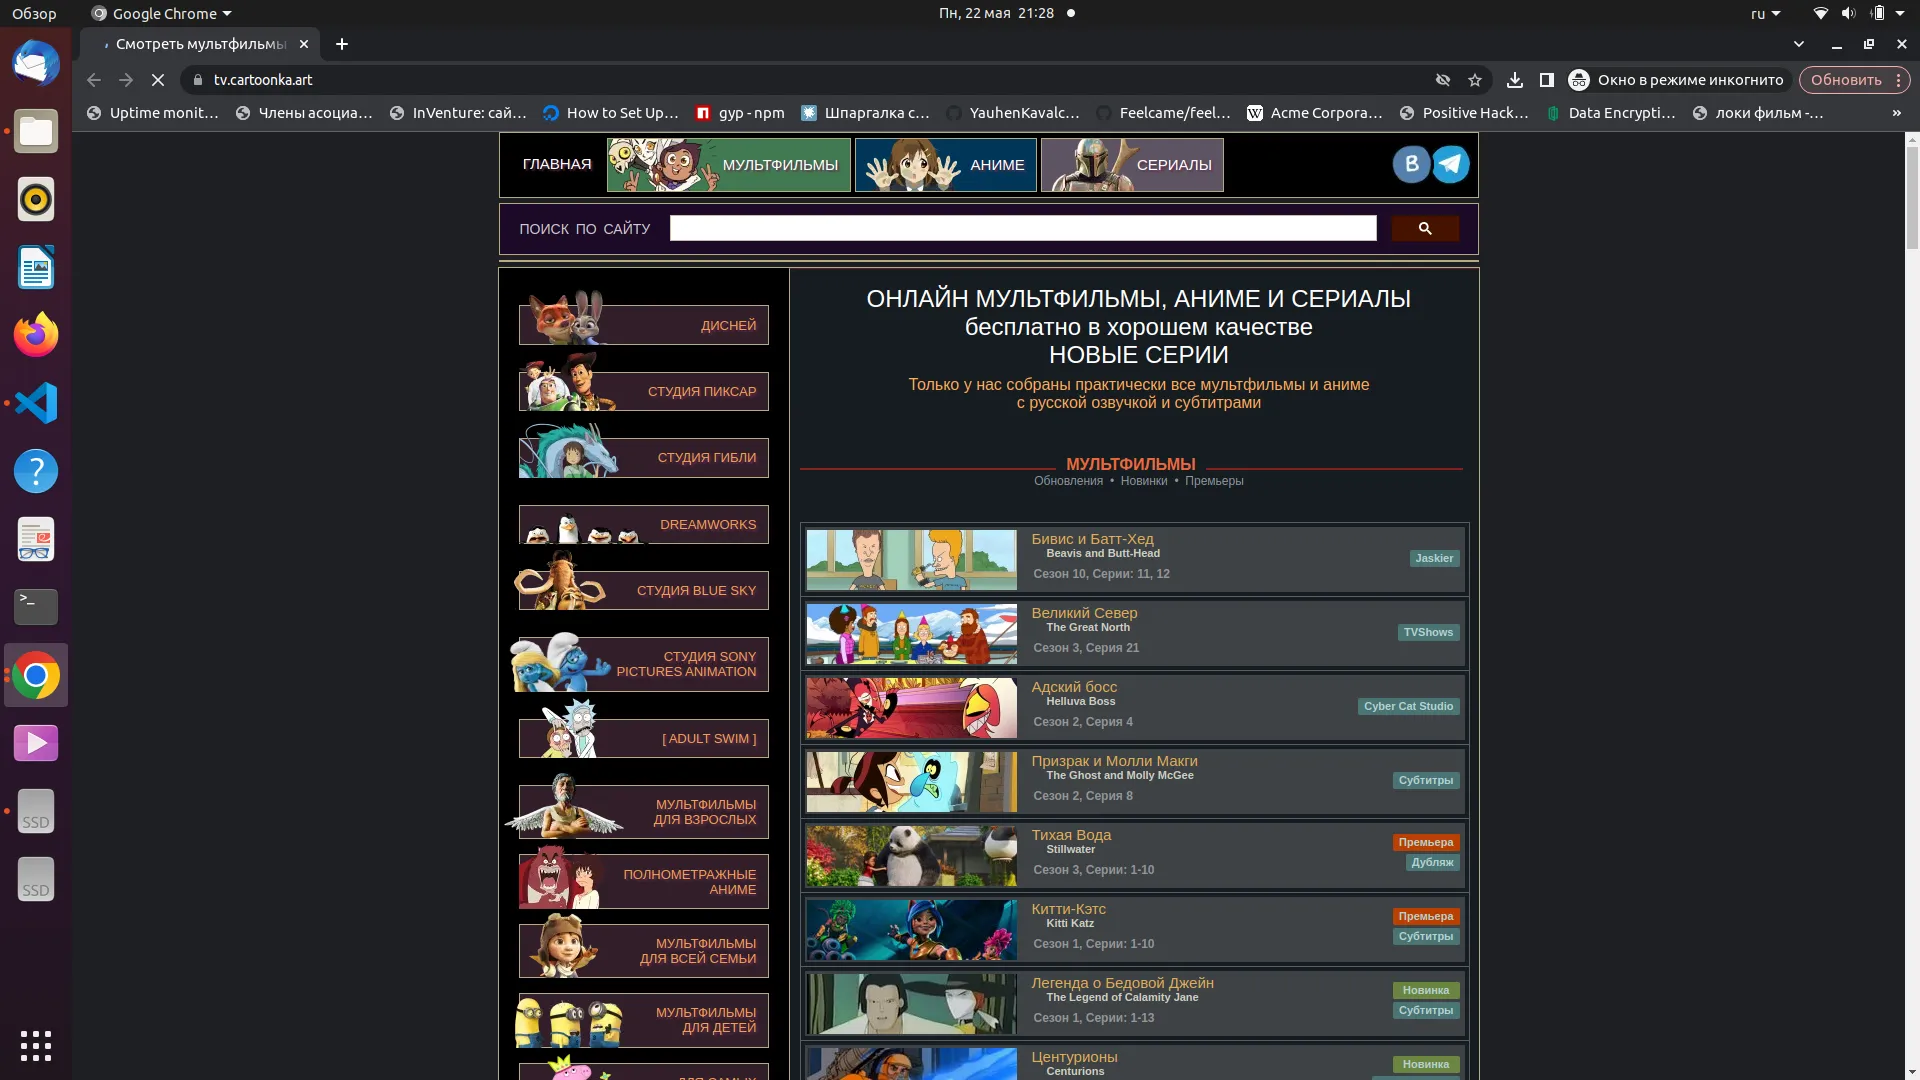 Обзор
Google Chrome
Пн, 22 мая 21:28
ru
Смотреть мультфильмы
tv.cartoonka.art
Окно в режиме инкогнито
Обновить
Uptime monit…
Члены асоциа…
InVenture: сай…
How to Set Up…
gyp - npm
Шпаргалка с…
YauhenKavalc…
Feelcame/feel…
Acme Corpora…
Positive Hack…
Data Encrypti…
локи фильм -…
»
ГЛАВНАЯ
МУЛЬТФИЛЬМЫ
АНИМЕ
СЕРИАЛЫ
B
ПОИСК ПО САЙТУ
ДИСНЕЙ
СТУДИЯ ПИКСАР
СТУДИЯ ГИБЛИ
DREAMWORKS
СТУДИЯ BLUE SKY
СТУДИЯ SONY
PICTURES ANIMATION
[ ADULT SWIM ]
МУЛЬТФИЛЬМЫ
ДЛЯ ВЗРОСЛЫХ
ПОЛНОМЕТРАЖНЫЕ
АНИМЕ
МУЛЬТФИЛЬМЫ
ДЛЯ ВСЕЙ СЕМЬИ
МУЛЬТФИЛЬМЫ
ДЛЯ ДЕТЕЙ
ДЛЯ САМЫХ
ОНЛАЙН МУЛЬТФИЛЬМЫ, АНИМЕ И СЕРИАЛЫ
бесплатно в хорошем качестве
НОВЫЕ СЕРИИ
Только у нас собраны практически все мультфильмы и аниме
с русской озвучкой и субтитрами
МУЛЬТФИЛЬМЫ
Обновления • Новинки • Премьеры
Бивис и Батт-Хед
Beavis and Butt-Head
Сезон 10, Серии: 11, 12
Jaskier
Великий Север
The Great North
Сезон 3, Серия 21
TVShows
Адский босс
Helluva Boss
Сезон 2, Серия 4
Cyber Cat Studio
Призрак и Молли Макги
The Ghost and Molly McGee
Сезон 2, Серия 8
Субтитры
Тихая Вода
Stillwater
Сезон 3, Серии: 1-10
Премьера
Дубляж
Китти-Кэтс
Kitti Katz
Сезон 1, Серии: 1-10
Премьера
Субтитры
Легенда о Бедовой Джейн
The Legend of Calamity Jane
Сезон 1, Серии: 1-13
Новинка
Субтитры
Центурионы
Centurions
Новинка
?
>_
SSD
SSD